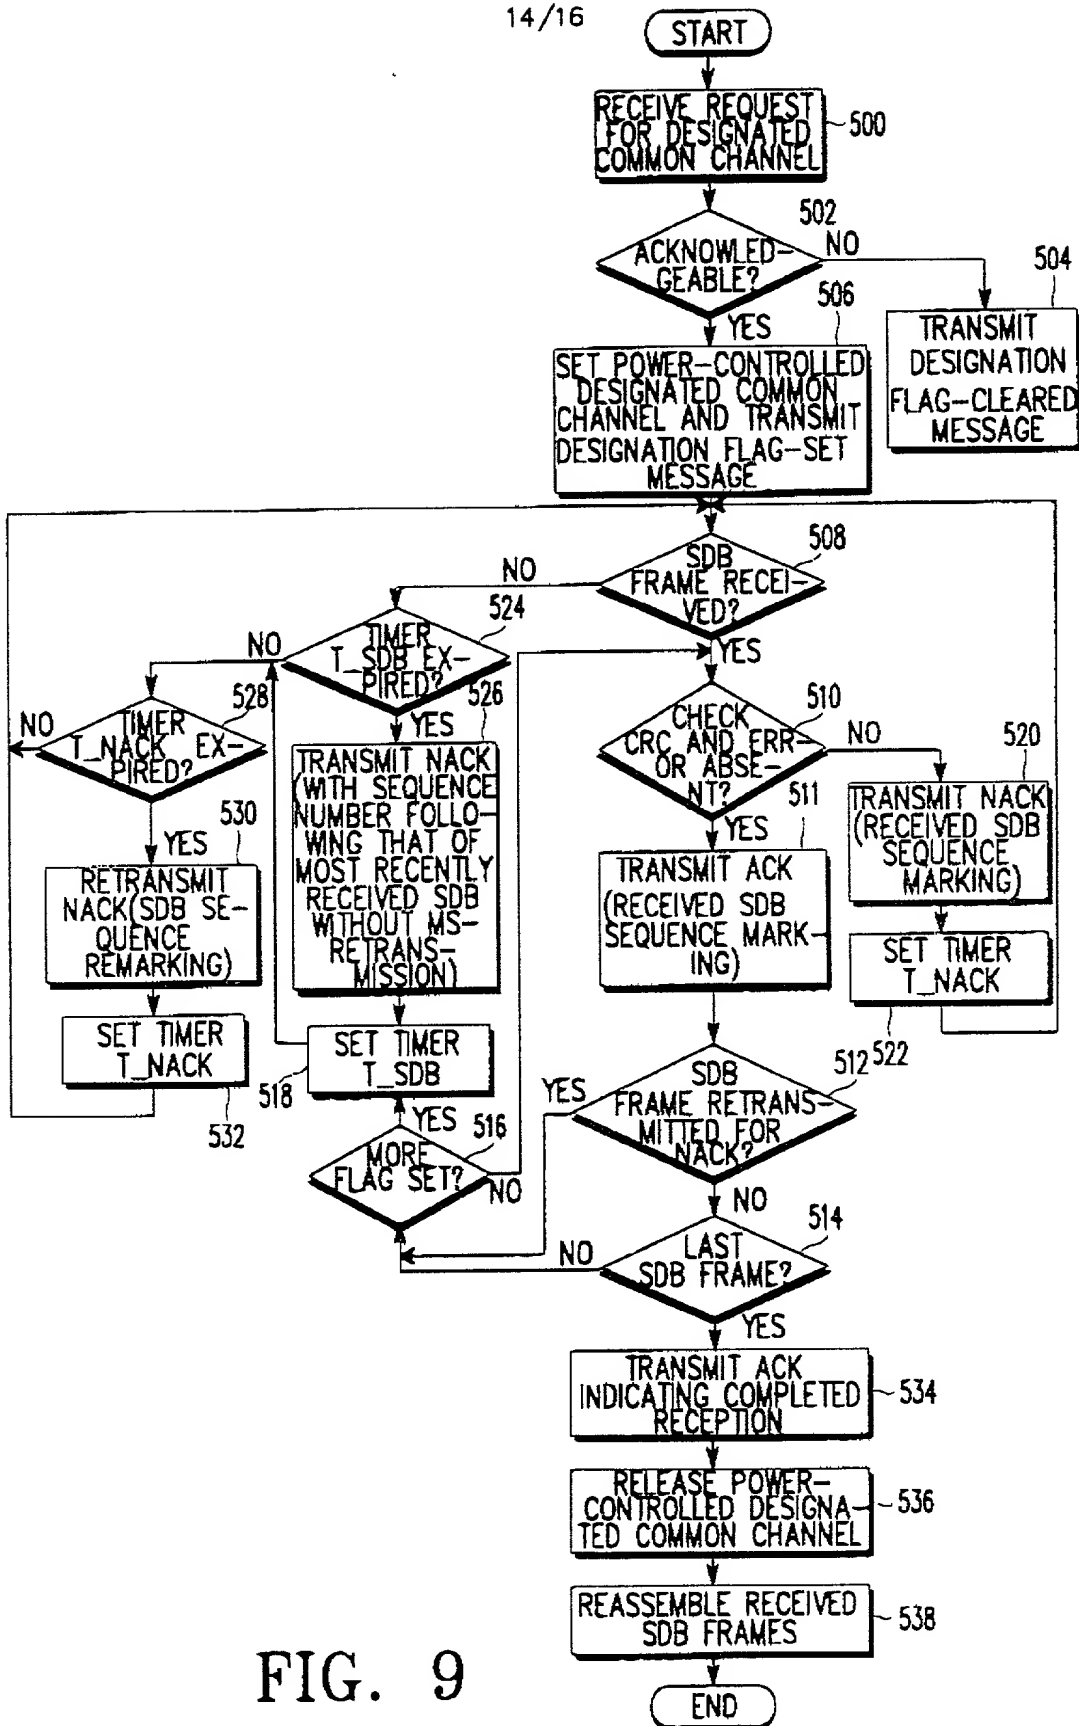 14/16
START
RECEIVE REQUEST
FOR DESIGNATED
COMMON CHANNEL
500
502
ACKNOWLED-
GEABLE?
NO
504
TRANSMIT
DESIGNATION
FLAG-CLEARED
MESSAGE
YES
506
SET POWER-CONTROLLED
DESIGNATED COMMON
CHANNEL AND TRANSMIT
DESIGNATION FLAG-SET
MESSAGE
SDB
FRAME RECEI-
VED?
508
NO
YES
TIMER
T_SDB EX-
PIRED?
524
NO
YES
TIMER
T_NACK EX-
PIRED?
528
NO
YES
526
TRANSMIT NACK
(WITH SEQUENCE
NUMBER FOLLO-
WING THAT OF
MOST RECENTLY
RECEIVED SDB
WITHOUT MS-
RETRANS-
MISSION)
530
RETRANSMIT
NACK(SDB SE-
QUENCE
REMARKING)
SET TIMER
T_NACK
532
CHECK
CRC AND ERR-
OR ABSE-
NT?
510
NO
YES
520
TRANSMIT NACK
(RECEIVED SDB
SEQUENCE
MARKING)
SET TIMER
T_NACK
522
511
TRANSMIT ACK
(RECEIVED SDB
SEQUENCE MARK-
ING)
SET TIMER
T_SDB
518
YES
MORE
FLAG SET?
516
NO
SDB
FRAME RETRANS-
MITTED FOR
NACK?
512
YES
NO
LAST
SDB FRAME?
514
NO
YES
TRANSMIT ACK
INDICATING COMPLETED
RECEPTION
534
RELEASE POWER-
CONTROLLED DESIGNA-
TED COMMON CHANNEL
536
REASSEMBLE RECEIVED
SDB FRAMES
538
END
FIG. 9